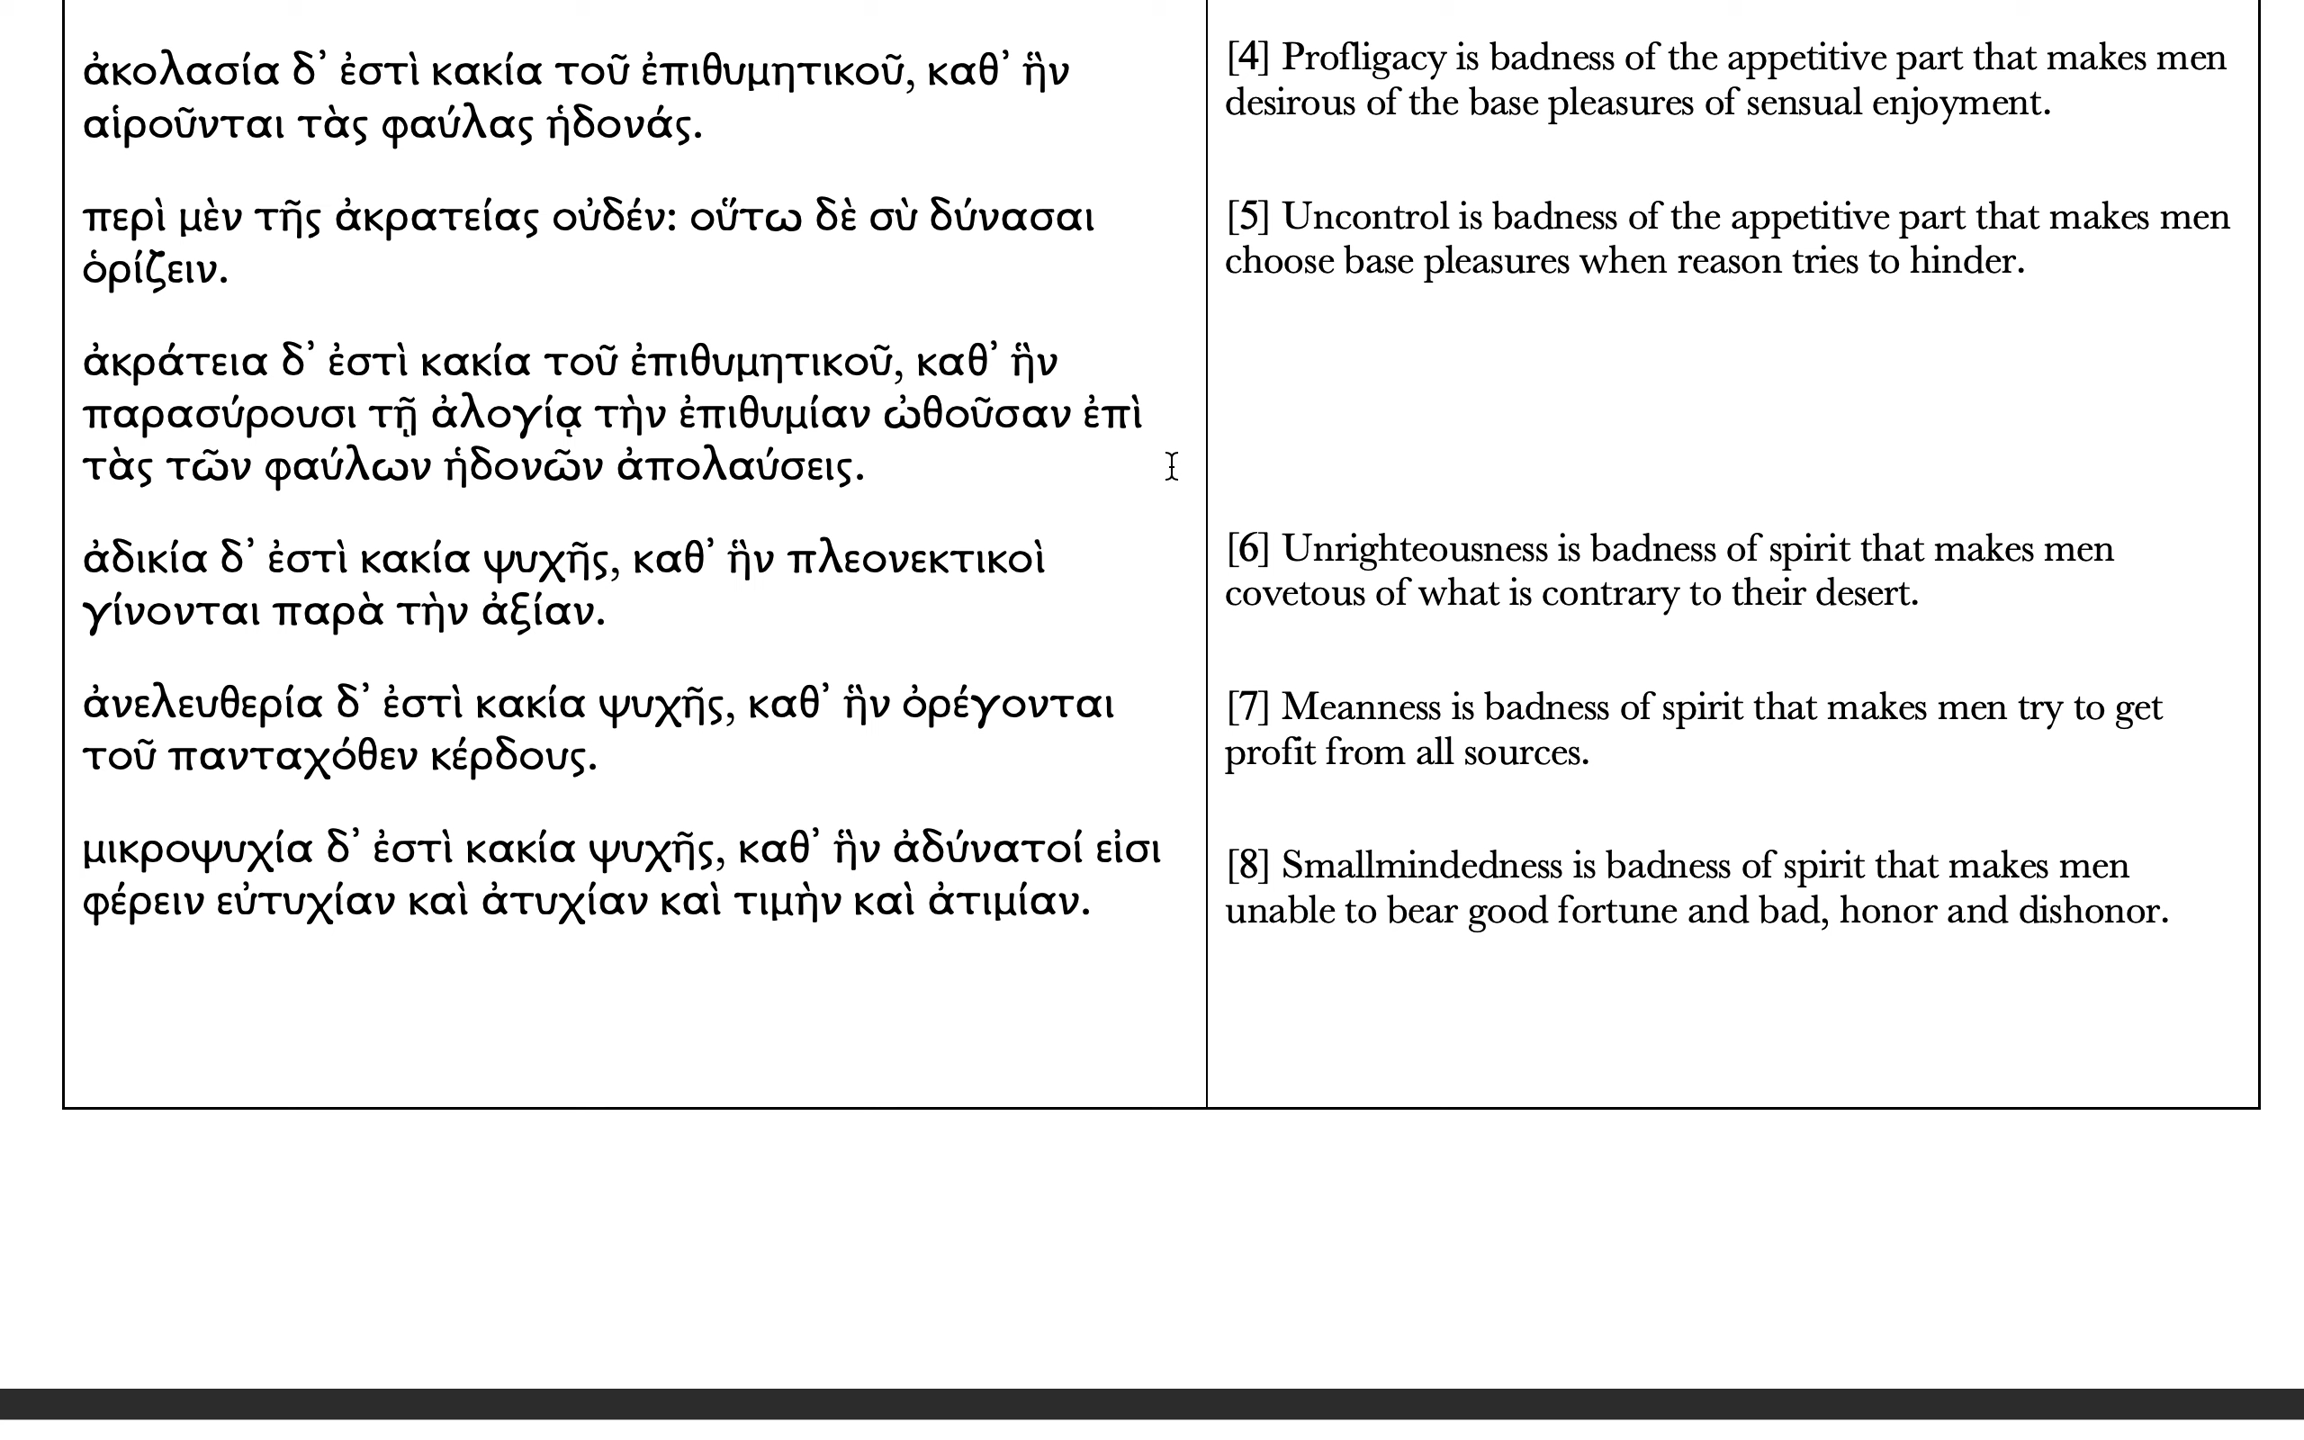 ἀκολασία δ’ ἐστὶ κακία τοῦ ἐπιθυμητικοῦ, καθ’ ἣν
αἱροῦνται τὰς φαύλας ἡδονάς.
περὶ μὲν τῆς ἀκρατείας οὐδέν: οὕτω δὲ σὺ δύνασαι
ὁρίζειν.
ἀκράτεια δ’ ἐστὶ κακία τοῦ ἐπιθυμητικοῦ, καθ’ ἣν
παρασύρουσι τῇ ἀλογίᾳ τὴν ἐπιθυμίαν ὠθοῦσαν ἐπὶ
τὰς τῶν φαύλων ἡδονῶν ἀπολαύσεις.
ἀδικία δ’ ἐστὶ κακία ψυχῆς, καθ’ ἣν πλεονεκτικοὶ
γίνονται παρὰ τὴν ἀξίαν.
ἀνελευθερία δ’ ἐστὶ κακία ψυχῆς, καθ’ ἣν ὀρέγονται
τοῦ πανταχόθεν κέρδους.
μικροψυχία δ’ ἐστὶ κακία ψυχῆς, καθ’ ἣν ἀδύνατοί εἰσι
φέρειν εὐτυχίαν καὶ ἀτυχίαν καὶ τιμὴν καὶ ἀτιμίαν.
[4] Profligacy is badness of the appetitive part that makes men
desirous of the base pleasures of sensual enjoyment.
[5] Uncontrol is badness of the appetitive part that makes men
choose base pleasures when reason tries to hinder.
[6] Unrighteousness is badness of spirit that makes men
covetous of what is contrary to their desert.
[7] Meanness is badness of spirit that makes men try to get
profit from all sources.
[8] Smallmindedness is badness of spirit that makes men
unable to bear good fortune and bad, honor and dishonor.